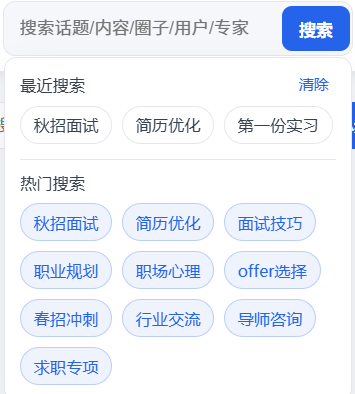 搜索话题/内容/圈子/用户/专家 搜索
最近搜索 清除
秋招面试 简历优化 第一份实习
热门搜索
秋招面试 简历优化 面试技巧
职业规划 职场心理 offer选择
春招冲刺 行业交流 导师咨询
求职专项